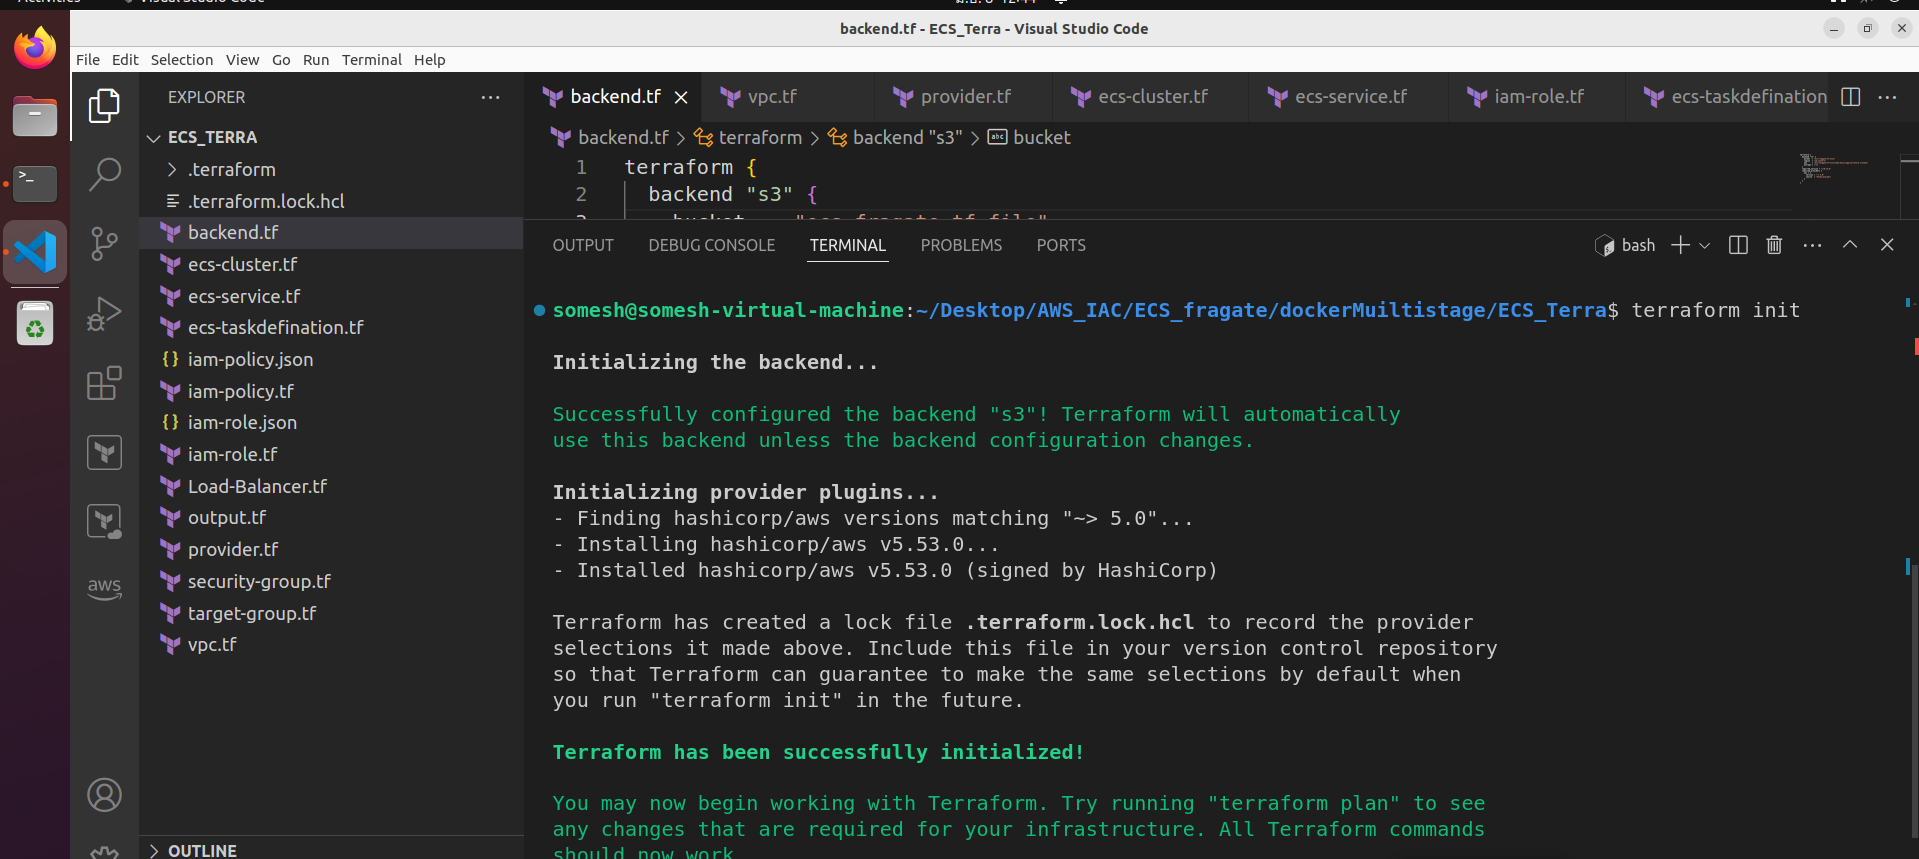 Activities
Visual Studio Code
backend.tf - ECS_Terra - Visual Studio Code
File Edit Selection View Go Run Terminal Help
EXPLORER
ECS_TERRA
.terraform
.terraform.lock.hcl
backend.tf
ecs-cluster.tf
ecs-service.tf
ecs-taskdefination.tf
iam-policy.json
iam-policy.tf
iam-role.json
iam-role.tf
Load-Balancer.tf
output.tf
provider.tf
security-group.tf
target-group.tf
vpc.tf
OUTLINE
aws
backend.tf vpc.tf provider.tf ecs-cluster.tf ecs-service.tf iam-role.tf ecs-taskdefination
backend.tf > terraform > backend "s3" > bucket
1 terraform {
2 backend "s3" {
3 bucket "ecs-fragate-tf-file"
OUTPUT DEBUG CONSOLE TERMINAL PROBLEMS PORTS
bash
somesh@somesh-virtual-machine:~/Desktop/AWS_IAC/ECS_fragate/dockerMuiltistage/ECS_Terra$ terraform init
Initializing the backend...
Successfully configured the backend "s3"! Terraform will automatically
use this backend unless the backend configuration changes.
Initializing provider plugins...
- Finding hashicorp/aws versions matching "~> 5.0"...
- Installing hashicorp/aws v5.53.0...
- Installed hashicorp/aws v5.53.0 (signed by HashiCorp)
Terraform has created a lock file .terraform.lock.hcl to record the provider
selections it made above. Include this file in your version control repository
so that Terraform can guarantee to make the same selections by default when
you run "terraform init" in the future.
Terraform has been successfully initialized!
You may now begin working with Terraform. Try running "terraform plan" to see
any changes that are required for your infrastructure. All Terraform commands
should now work